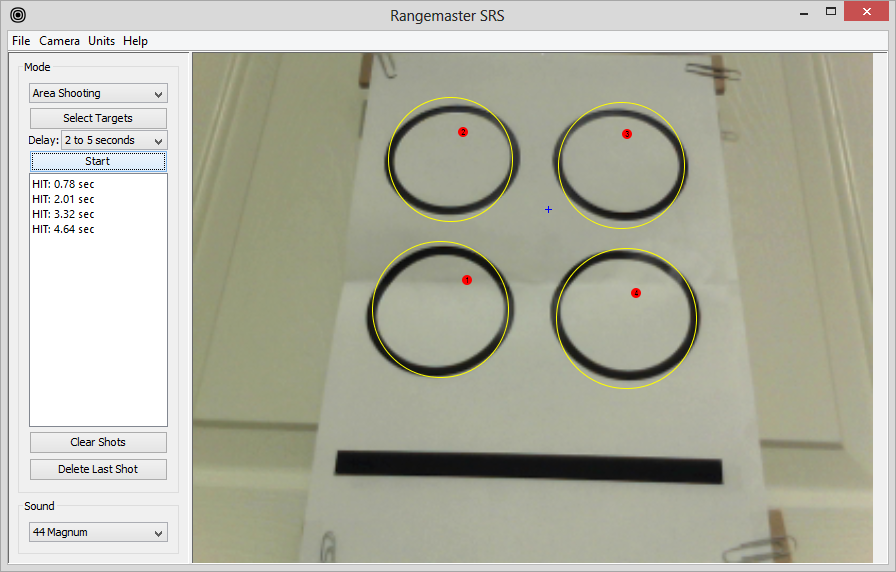 Rangemaster SRS
File Camera Units Help
Mode
Area Shooting
Select Targets
Delay: 2 to 5 seconds
Start
HIT: 0.78 sec
HIT: 2.01 sec
HIT: 3.32 sec
HIT: 4.64 sec
Clear Shots
Delete Last Shot
Sound
44 Magnum
2
3
1
4